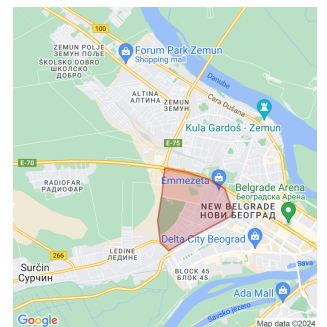 100
ZEMUN POLJE
ЗЕМУН ПОЉЕ
Forum Park Zemun
Shopping mall
ŠKOLSKO DOBRO
ШКОЛСКО
ДОБРО
ALTINA
АЛТИНА
ZEMUN
ЗЕМУН
Danube
Cara Dušana
Kula Gardoš - Zemun
E-75
E-70
RADIOFAR
РАДИОФАР
Emmezeta
Belgrade Arena
Београдска Арена
NEW BELGRADE
НОВИ БЕОГРАД
Delta City Beograd
LEDINE
ЛЕДИНЕ
266
Surčin
Сурчин
BLOCK 45
БЛОК 45
Sava
Ada Mall
Savsko jezero
Google
Map data ©2024